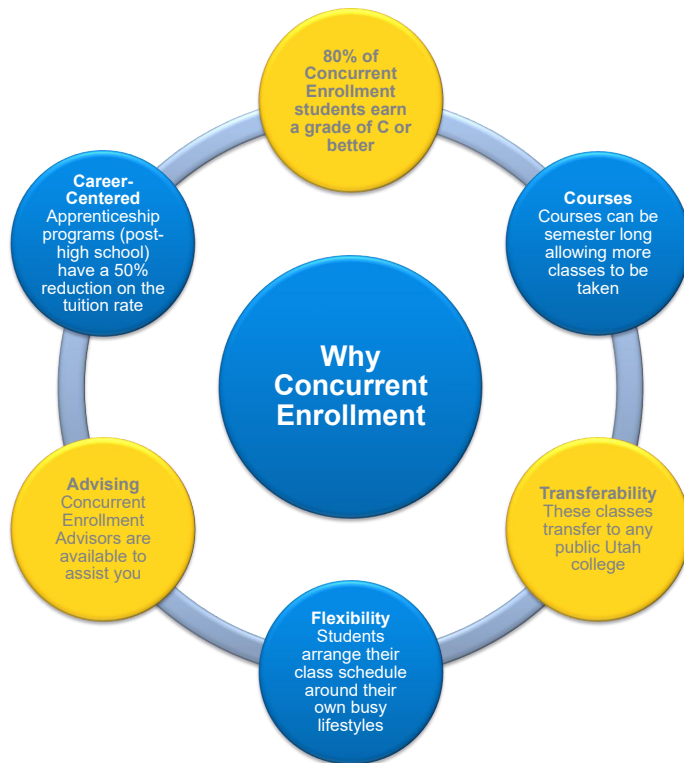 80% of
Concurrent
Enrollment
students earn
a grade of C or
better
Career-
Centered
Apprenticeship
programs (post-
high school)
have a 50%
reduction on the
tuition rate
Courses
Courses can be
semester long
allowing more
classes to be
taken
Why
Concurrent
Enrollment
Advising
Concurrent
Enrollment
Advisors are
available to
assist you
Transferability
These classes
transfer to any
public Utah
college
Flexibility
Students
arrange their
class schedule
around their
own busy
lifestyles